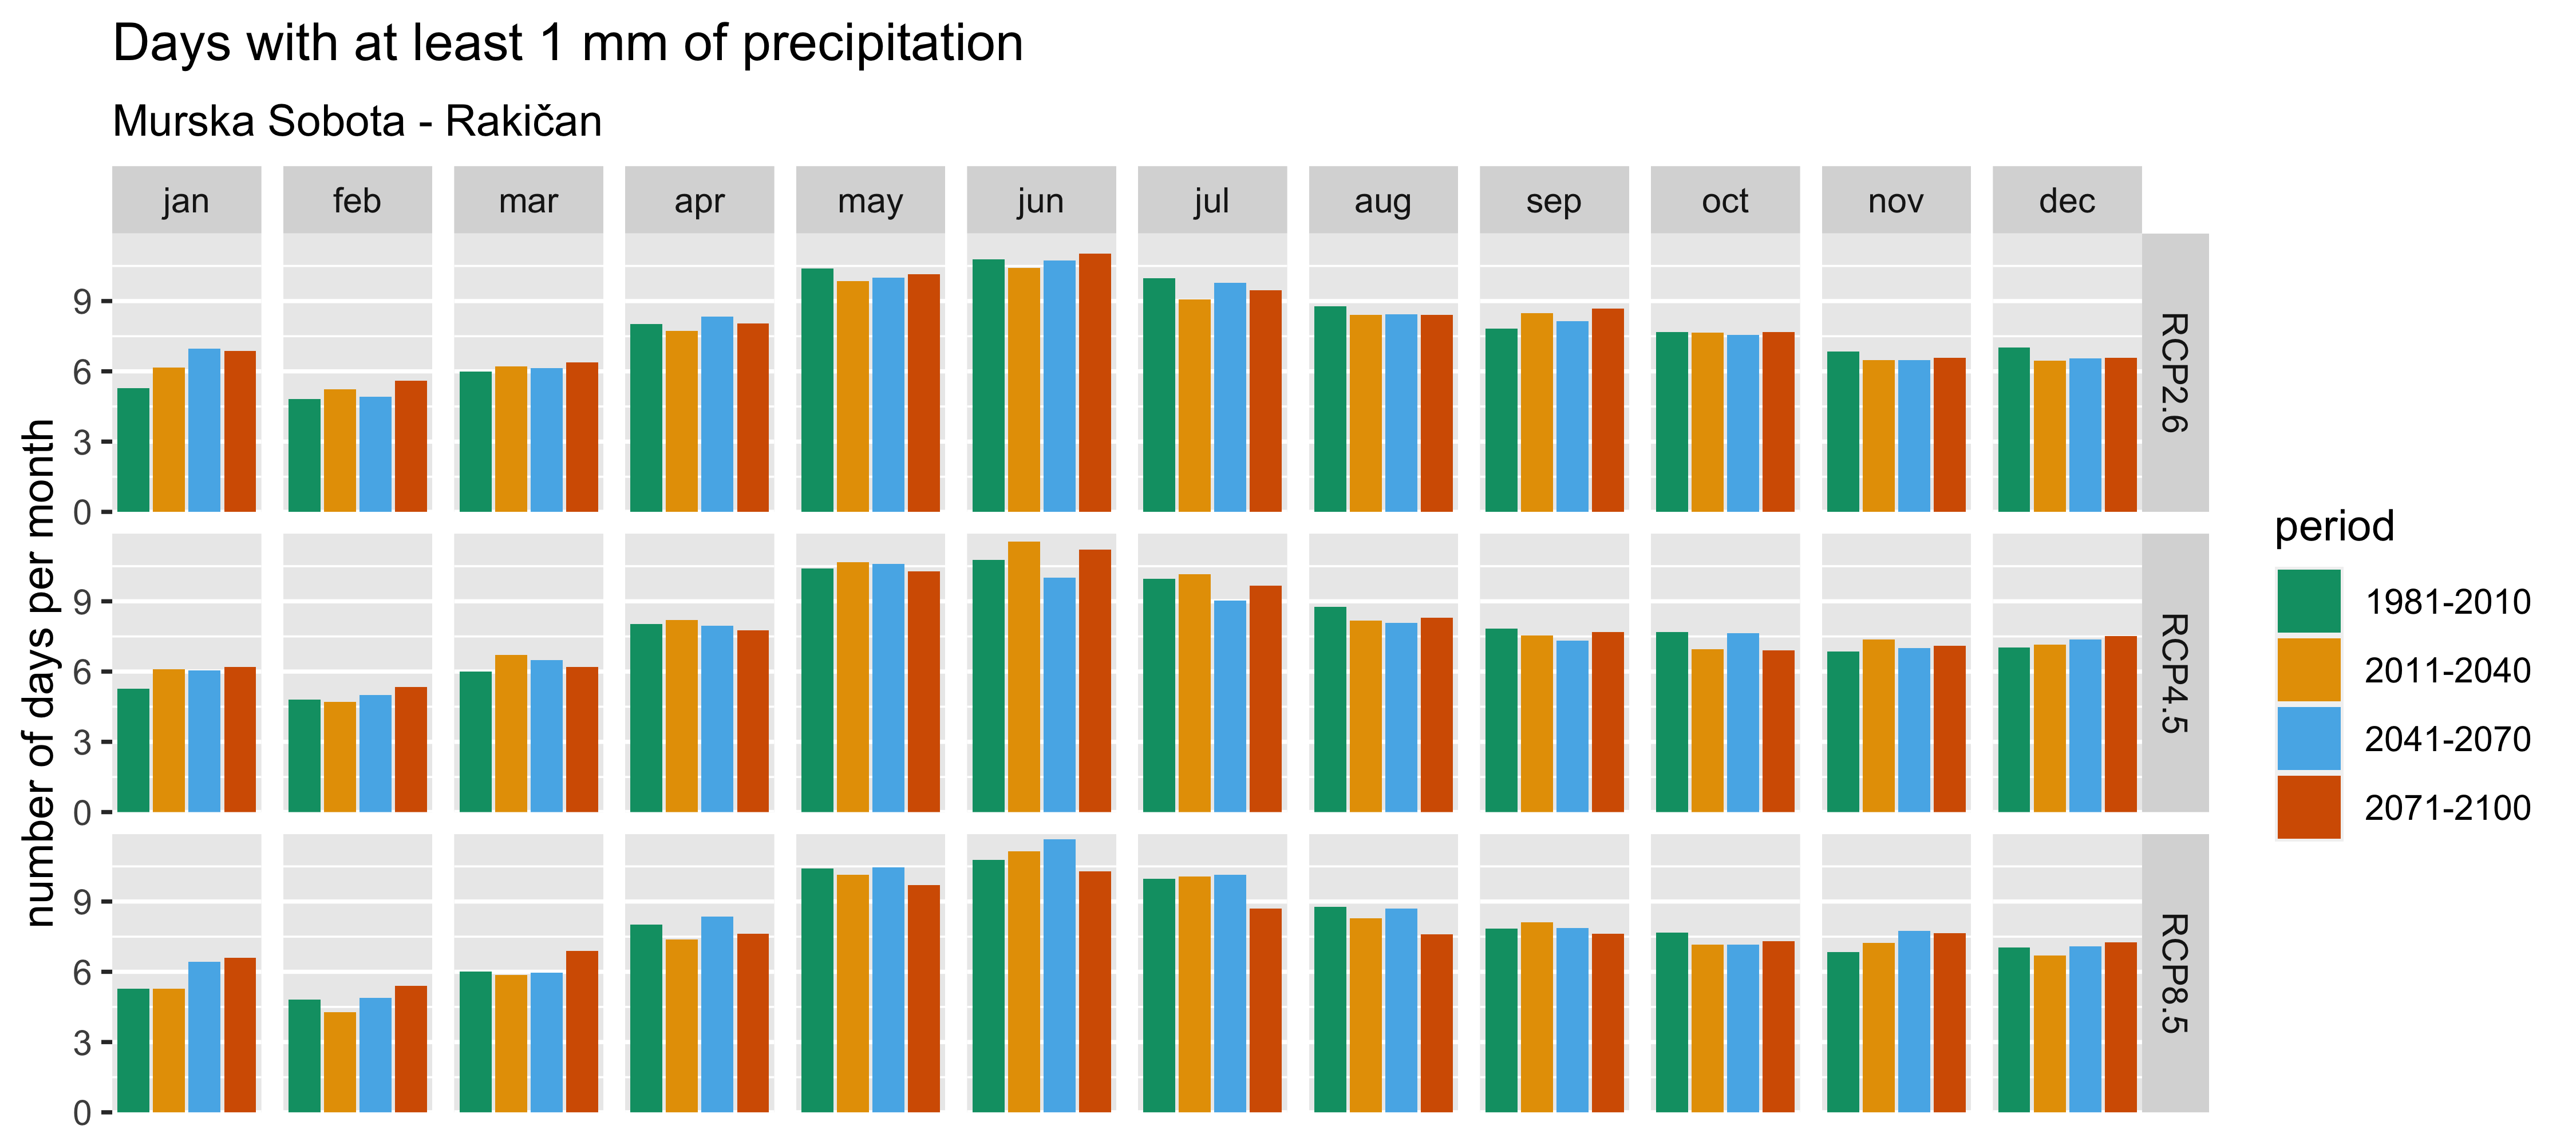 Days with at least 1 mm of precipitation
Murska Sobota - Rakičan
jan feb mar apr may jun jul aug sep oct nov dec
number of days per month
9
6
3
0
RCP2.6
9
6
3
0
RCP4.5
9
6
3
0
RCP8.5
period
1981-2010
2011-2040
2041-2070
2071-2100